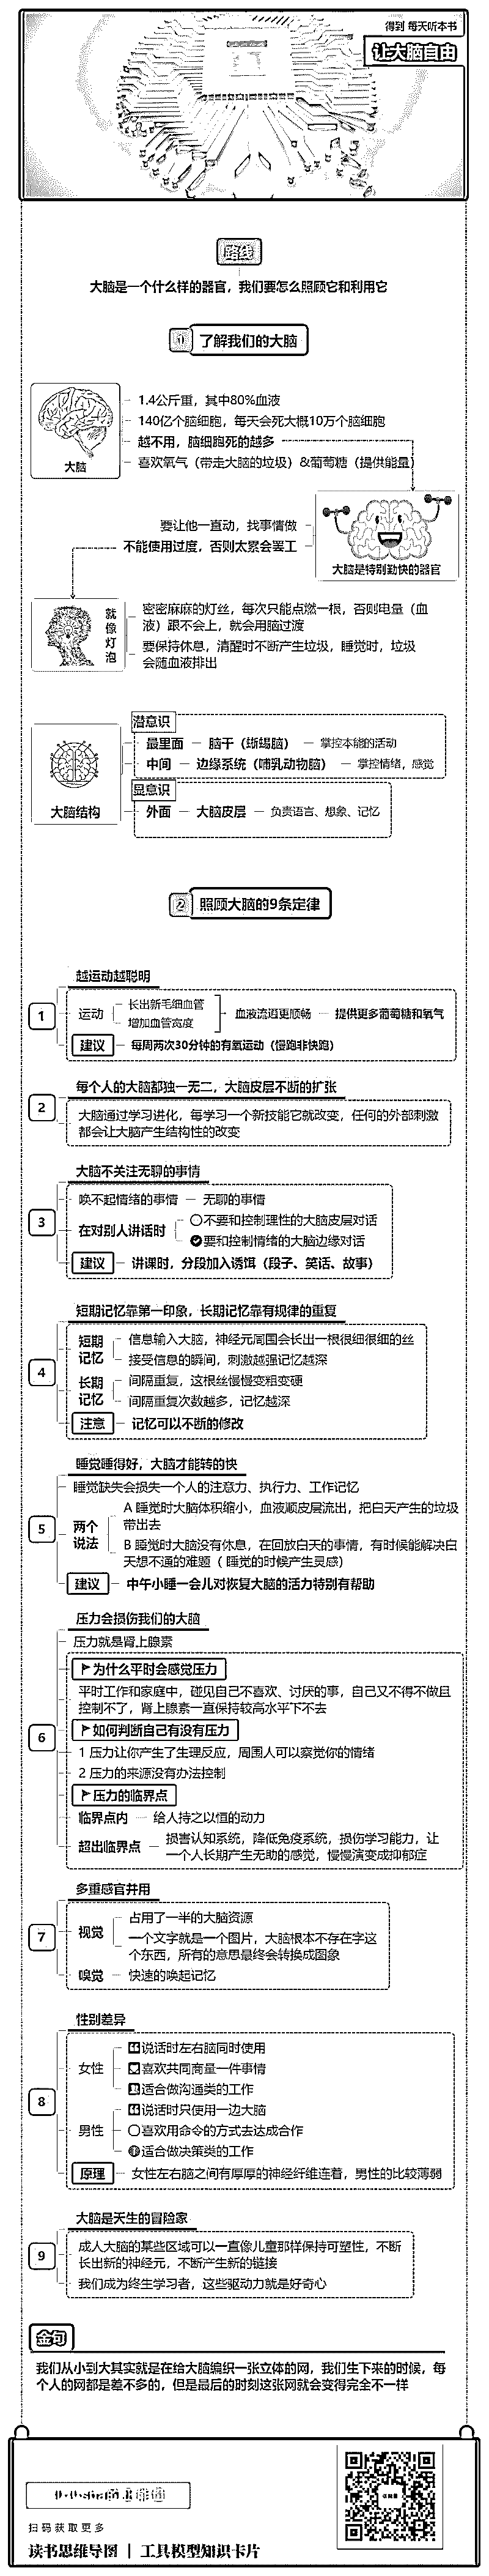 得到 每天听本书
让大脑自由
路线
大脑是一个什么样的器官，我们要怎么照顾它和利用它
① 了解我们的大脑
大脑
1.4公斤重，其中80%血液
140亿个脑细胞，每天会死大概10万个脑细胞
越不用，脑细胞死的越多
喜欢氧气（带走大脑的垃圾）&葡萄糖（提供能量）
要让他一直动，找事情做
不能使用过度，否则太累会罢工
大脑是特别勤快的器官
就像灯泡
密密麻麻的灯丝，每次只能点燃一根，否则电量（血
液）跟不会上，就会用脑过渡
要保持休息，清醒时不断产生垃圾，睡觉时，垃圾
会随血液排出
大脑结构
潜意识
最里面 脑干（蜥蜴脑） 掌控本能的活动
中间 边缘系统（哺乳动物脑） 掌控情绪，感觉
显意识
外面 大脑皮层 负责语言、想象、记忆
② 照顾大脑的9条定律
1
越运动越聪明
运动
长出新毛细血管
增加血管宽度
血液流通更顺畅
提供更多葡萄糖和氧气
建议 每周两次30分钟的有氧运动（慢跑非快跑）
2
每个人的大脑都独一无二，大脑皮层不断的扩张
大脑通过学习进化，每学习一个新技能它就改变，任何的外部刺激
都会让大脑产生结构性的改变
3
大脑不关注无聊的事情
唤不起情绪的事情 无聊的事情
在对别人讲话时
不要和控制理性的大脑皮层对话
要和控制情绪的大脑边缘对话
建议 讲课时，分段加入诱饵（段子、笑话、故事）
4
短期记忆靠第一印象，长期记忆靠有规律的重复
短期记忆
信息输入大脑，神经元周围会长出一根很细很细的丝
接受信息的瞬间，刺激越强记忆越深
长期记忆
间隔重复，这根丝慢慢变粗变硬
间隔重复次数越多，记忆越深
注意 记忆可以不断的修改
5
睡觉睡得好，大脑才能转的快
睡觉缺失会损失一个人的注意力、执行力、工作记忆
两个说法
A 睡觉时大脑体积缩小，血液顺皮层流出，把白天产生的垃圾
带出去
B 睡觉时大脑没有休息，在回放白天的事情，有时候能解决白
天想不通的难题（睡觉的时候产生灵感）
建议 中午小睡一会儿对恢复大脑的活力特别有帮助
6
压力会损伤我们的大脑
压力就是肾上腺素
为什么平时会感觉压力
平时工作和家庭中，碰见自己不喜欢、讨厌的事，自己又不得不做且
控制不了，肾上腺素一直保持较高水平下不去
如何判断自己有没有压力
1 压力让你产生了生理反应，周围人可以察觉你的情绪
2 压力的来源没有办法控制
压力的临界点
临界点内 给人持之以恒的动力
超出临界点 损害认知系统，降低免疫系统，损伤学习能力，让
一个人长期产生无助的感觉，慢慢演变成抑郁症
7
多重感官并用
视觉
占用了一半的大脑资源
一个文字就是一个图片，大脑根本不存在字这
个东西，所有的意思最终会转换成图象
嗅觉 快速的唤起记忆
8
性别差异
女性
说话时左右脑同时使用
喜欢共同商量一件事情
适合做沟通类的工作
男性
说话时只使用一边大脑
喜欢用命令的方式去达成合作
适合做决策类的工作
原理 女性左右脑之间有厚厚的神经纤维连着，男性的比较薄弱
9
大脑是天生的冒险家
成人大脑的某些区域可以一直像儿童那样保持可塑性，不断
长出新的神经元，不断产生新的链接
我们成为终生学习者，这些驱动力就是好奇心
金句
我们从小到大其实就是在给大脑编织一张立体的网，我们生下来的时候，每
个人的网都是差不多的，但是最后的时刻这张网就会变得完全不一样
扫码获取更多
读书思维导图 | 工具模型知识卡片